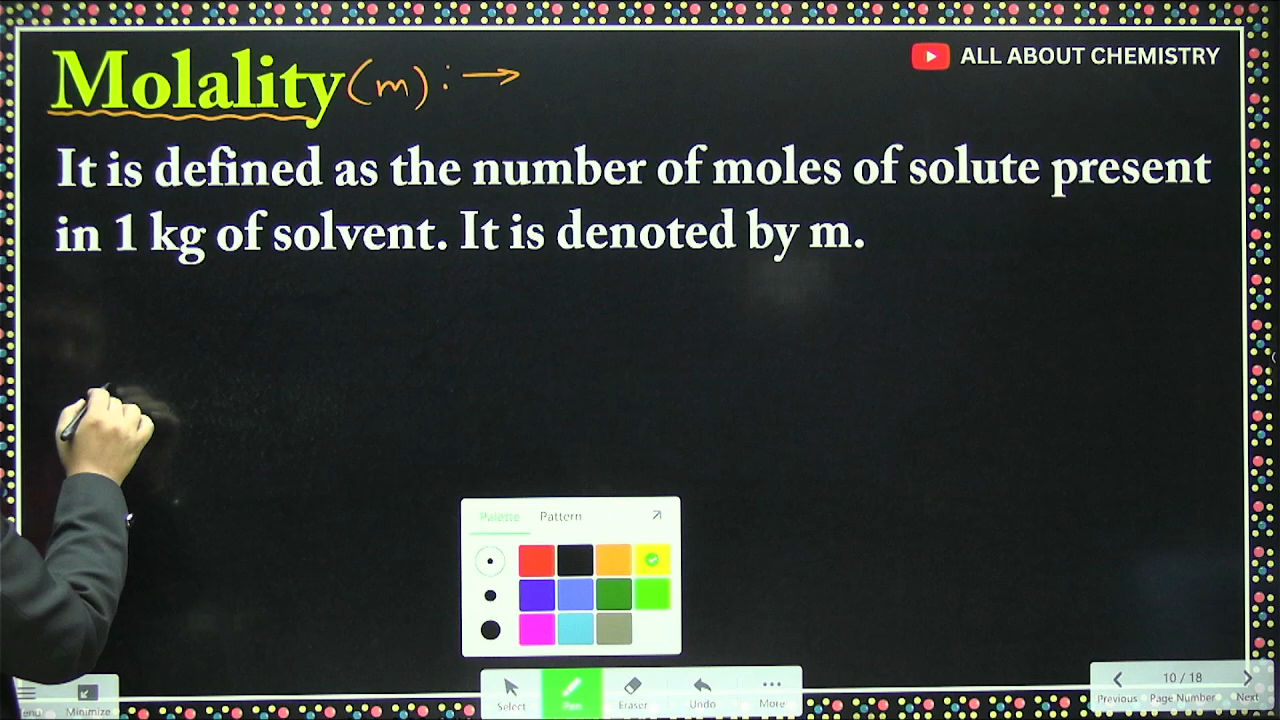 Molality (m) : →
ALL ABOUT CHEMISTRY
It is defined as the number of moles of solute present
in 1 kg of solvent. It is denoted by m.
Palette Pattern
Select Pen Eraser Undo More
enu Minimize
10 / 18
Previous Page Number Next